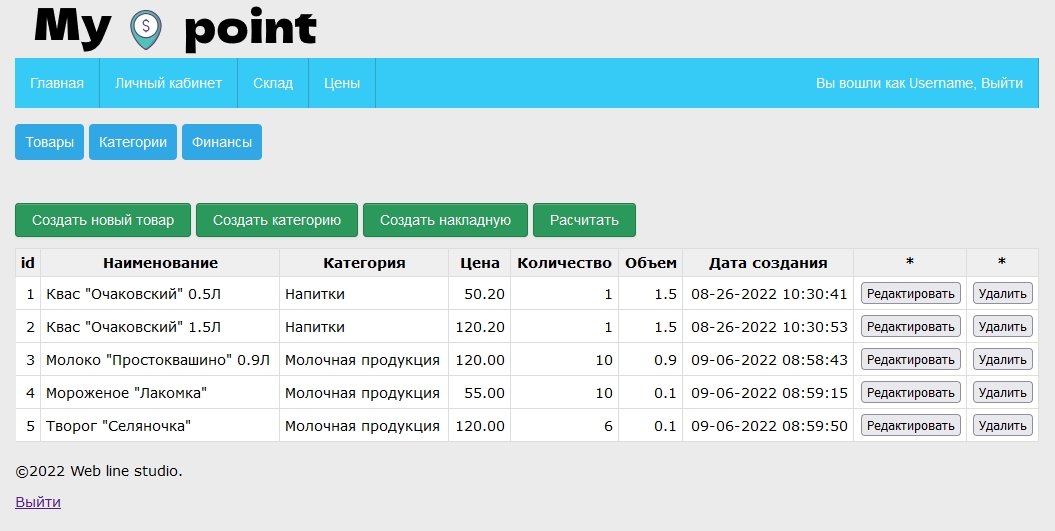 My $ point
Главная Личный кабинет Склад Цены Вы вошли как Username, Выйти
Товары Категории Финансы
Создать новый товар Создать категорию Создать накладную Расчитать
id Наименование Категория Цена Количество Объем Дата создания * *
1 Квас "Очаковский" 0.5Л Напитки 50.20 1 1.5 08-26-2022 10:30:41 Редактировать Удалить
2 Квас "Очаковский" 1.5Л Напитки 120.20 1 1.5 08-26-2022 10:30:53 Редактировать Удалить
3 Молоко "Простоквашино" 0.9Л Молочная продукция 120.00 10 0.9 09-06-2022 08:58:43 Редактировать Удалить
4 Мороженое "Лакомка" Молочная продукция 55.00 10 0.1 09-06-2022 08:59:15 Редактировать Удалить
5 Творог "Селяночка" Молочная продукция 120.00 6 0.1 09-06-2022 08:59:50 Редактировать Удалить
©2022 Web line studio.
Выйти